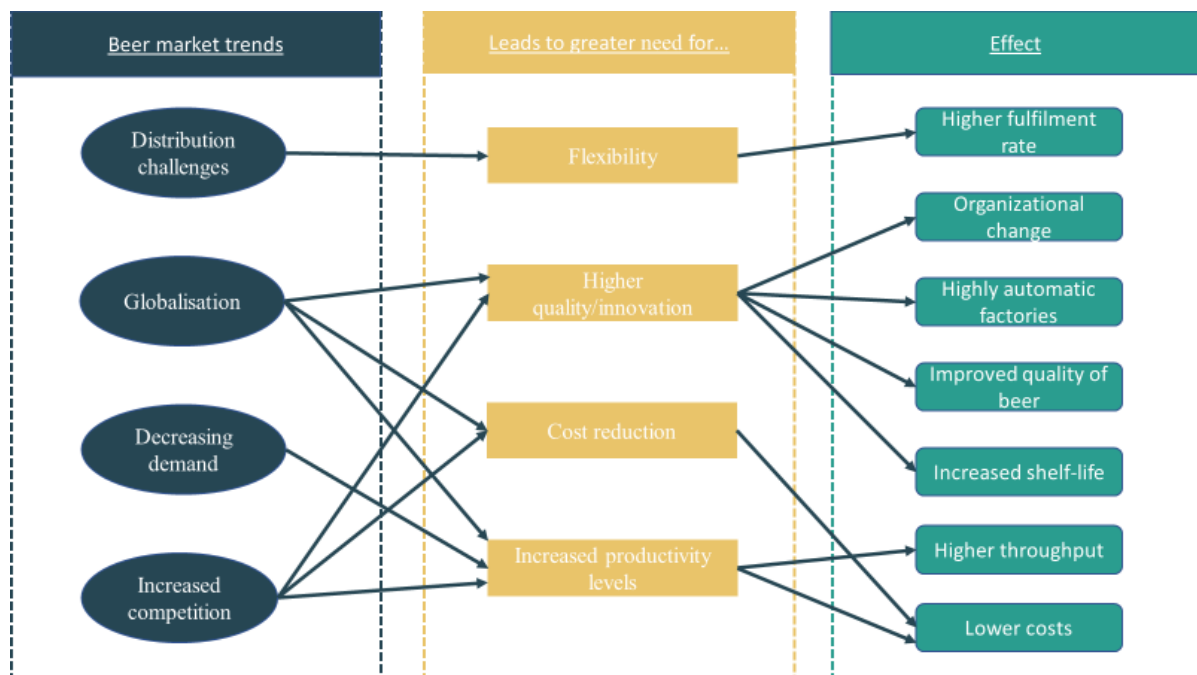 Beer market trends
Leads to greater need for...
Effect
Distribution
challenges
Globalisation
Decreasing
demand
Increased
competition
Flexibility
Higher
quality/innovation
Cost reduction
Increased productivity
levels
Higher fulfilment
rate
Organizational
change
Highly automatic
factories
Improved quality of
beer
Increased shelf-life
Higher throughput
Lower costs